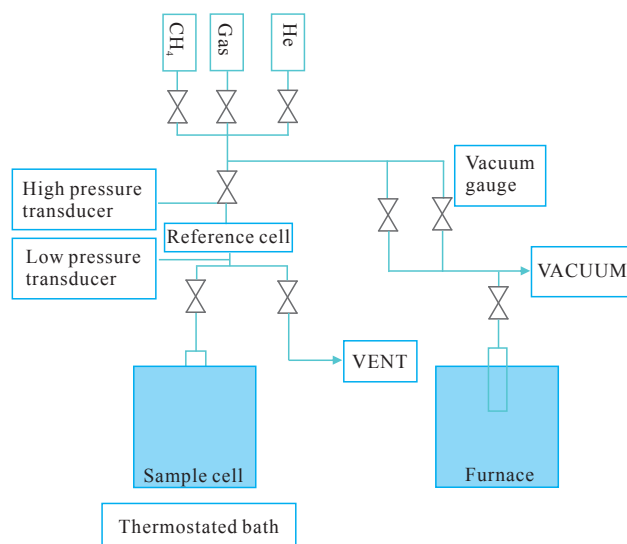 CH₄
Gas
He
Vacuum
gauge
High pressure
transducer
Reference cell
Low pressure
transducer
VACUUM
VENT
Sample cell
Furnace
Thermostated bath